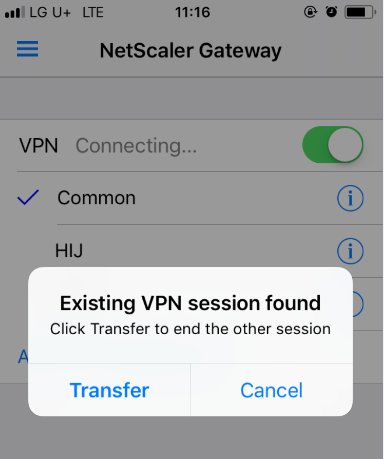 LG U+ LTE 11:16
NetScaler Gateway
VPN Connecting...
Common
HIJ
A
Existing VPN session found
Click Transfer to end the other session
Transfer Cancel